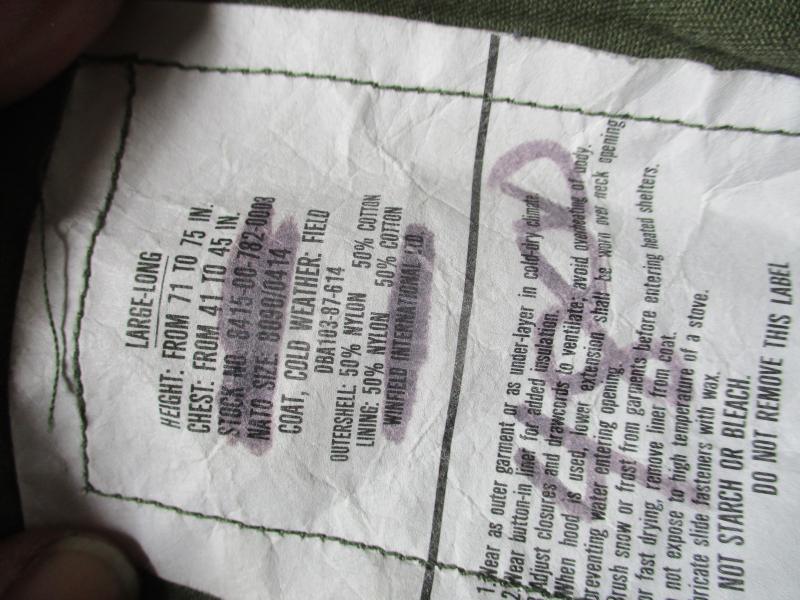 LARGE-LONG
HEIGHT: FROM 71 TO 75 IN.
CHEST: FROM 41 TO 45 IN.
STOCK NO. 8415-00-782-0008
NATO SIZE: 8090/0414
COAT, COLD WEATHER: FIELD
DBA103-87-614
OUTERSHELL: 50% NYLON 50% COTTON
LINING: 50% NYLON 50% COTTON
WINFIELD INTERNATIONAL LTD.
1. Wear as outer garment or as under-layer in cold-dry climate
2. Wear button-in liner for added insulation.
Adjust closures and drawcords to ventilate; avoid overheating of body.
When hood is used, lower extension shall be worn over neck opening
preventing water entering opening.
Brush snow or frost from garments before entering heated shelters.
or fast drying, remove liner from coat.
not expose to high temperature of a stove.
bricate slide fasteners with wax.
NOT STARCH OR BLEACH.
DO NOT REMOVE THIS LABEL